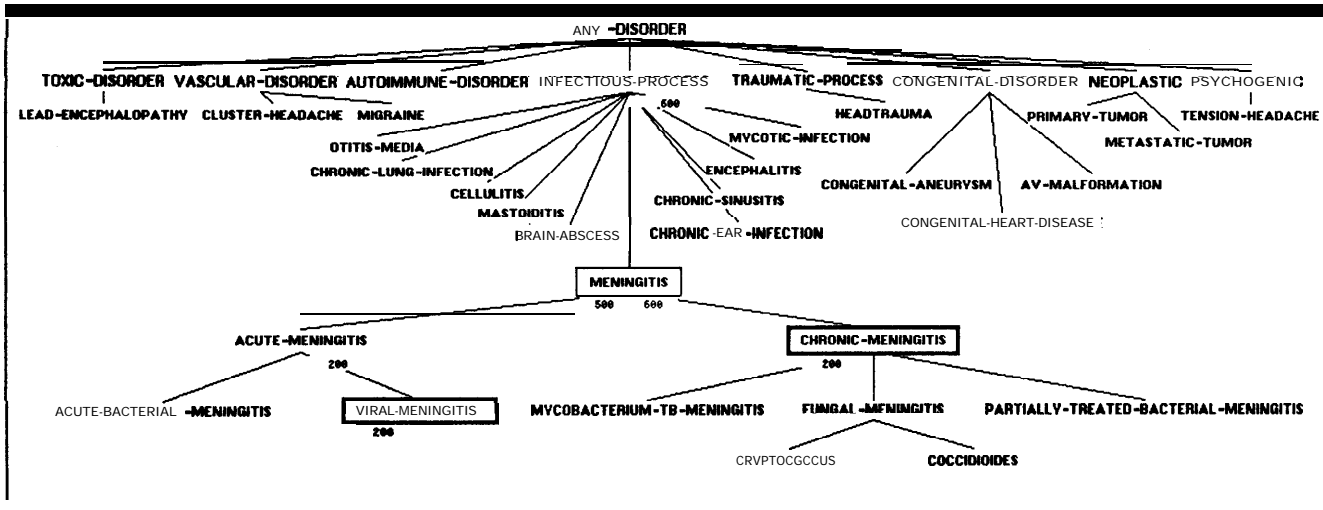 ANY-DISORDER
TOXIC-DISORDER VASCULAR-DISORDER AUTOIMMUNE-DISORDER INFECTIOUS-PROCESS TRAUMATIC-PROCESS CONGENITAL-DISORDER NEOPLASTIC PSYCHOGENIC
600
LEAD-ENCEPHALOPATHY CLUSTER-HEADACHE MIGRAINE HEADTRAUMA PRIMARY-TUMOR TENSION-HEADACHE
OTITIS-MEDIA MYCOTIC-INFECTION METASTATIC-TUMOR
CHRONIC-LUNG-INFECTION ENCEPHALITIS
CELLULITIS CHRONIC-SINUSITIS CONGENITAL-ANEURYSM AV-MALFORMATION
MASTOIDITIS
BRAIN-ABSCESS CHRONIC-EAR-INFECTION CONGENITAL-HEART-DISEASE
MENINGITIS
500 600
ACUTE-MENINGITIS CHRONIC-MENINGITIS
200 200
ACUTE-BACTERIAL-MENINGITIS VIRAL-MENINGITIS MYCOBACTERIUM-TB-MENINGITIS FUNGAL-MENINGITIS PARTIALLY-TREATED-BACTERIAL-MENINGITIS
200
CRVPTOCGCCUS COCCIDIOIDES